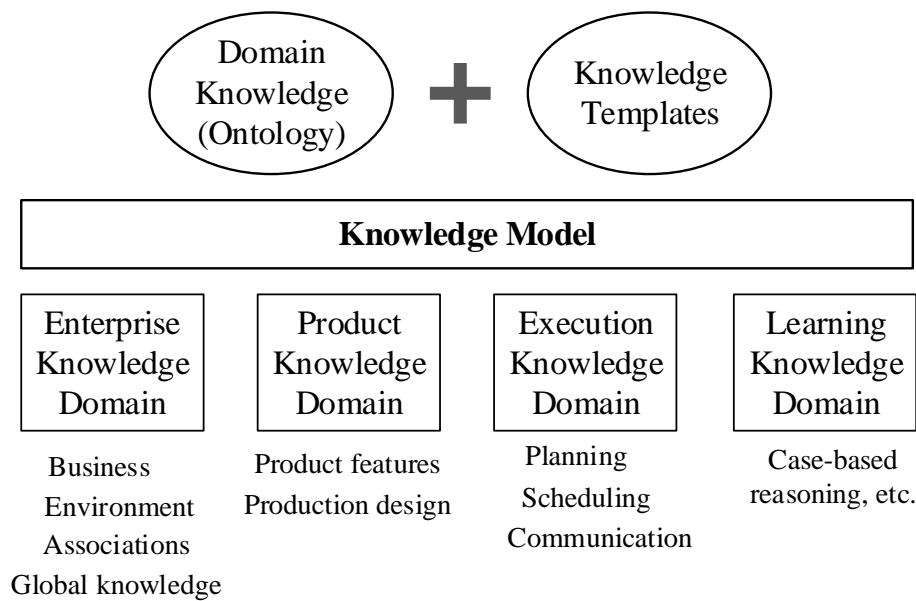 Domain
Knowledge
(Ontology)
+
Knowledge
Templates
Knowledge Model
Enterprise
Knowledge
Domain
Product
Knowledge
Domain
Execution
Knowledge
Domain
Learning
Knowledge
Domain
Business
Environment
Associations
Global knowledge
Product features
Production design
Planning
Scheduling
Communication
Case-based
reasoning, etc.